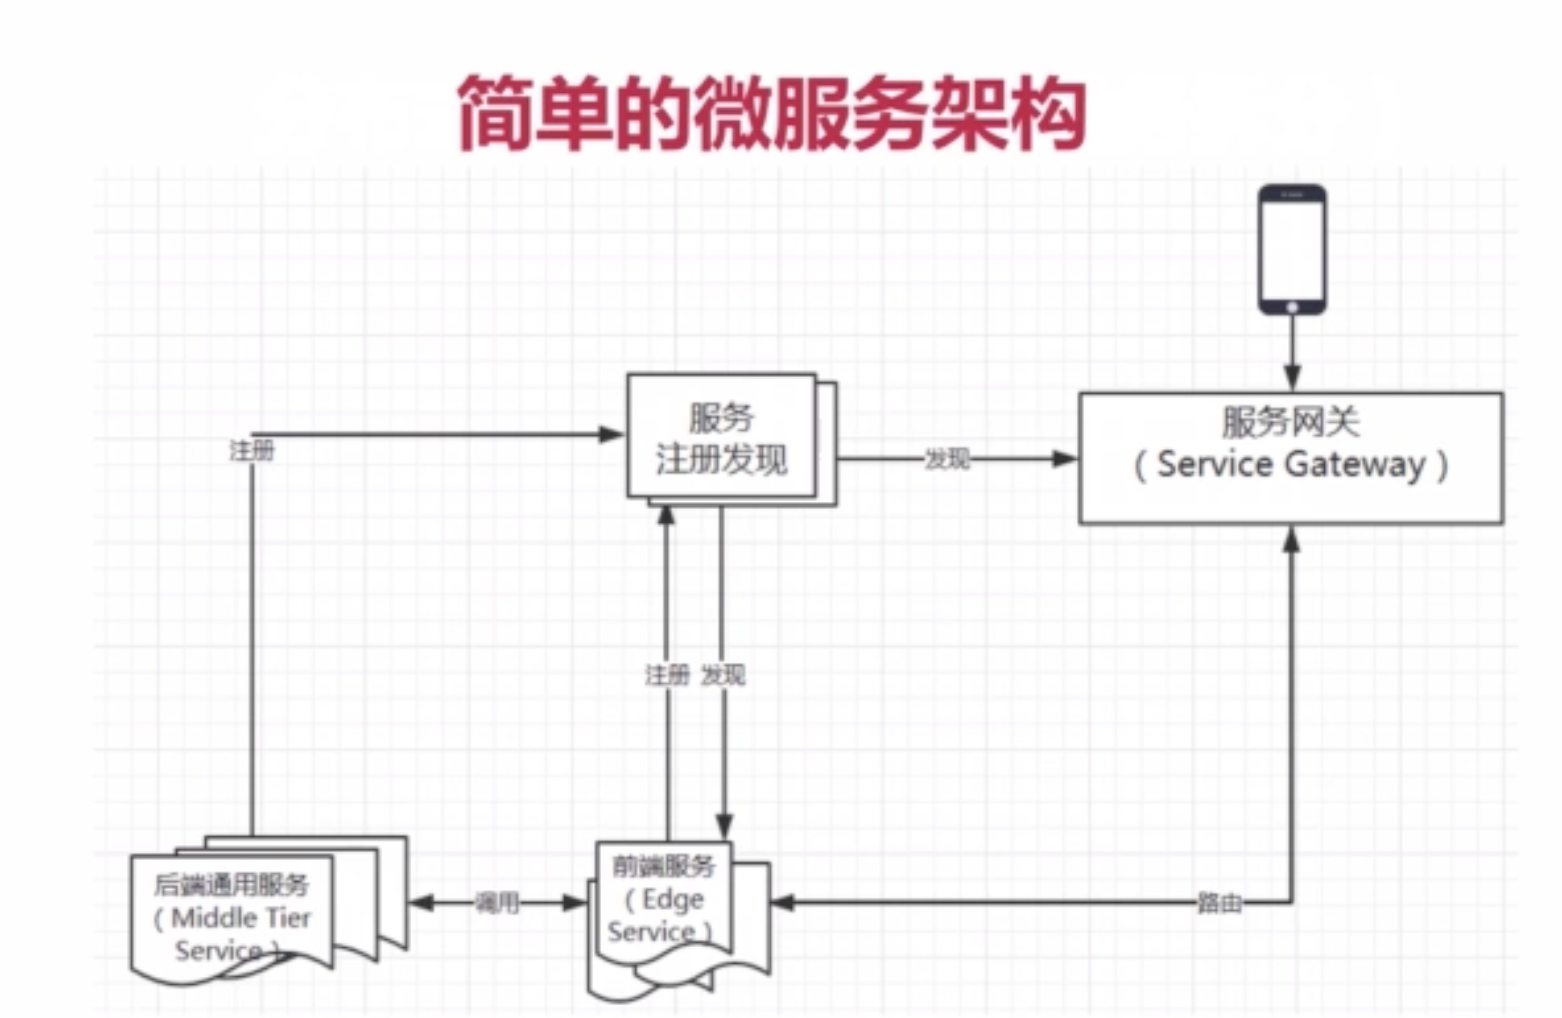 简单的微服务架构
服务
注册发现
服务网关
（Service Gateway）
注册
发现
注册
发现
后端通用服务
（Middle Tier
Service）
调用
前端服务
（Edge
Service）
路由